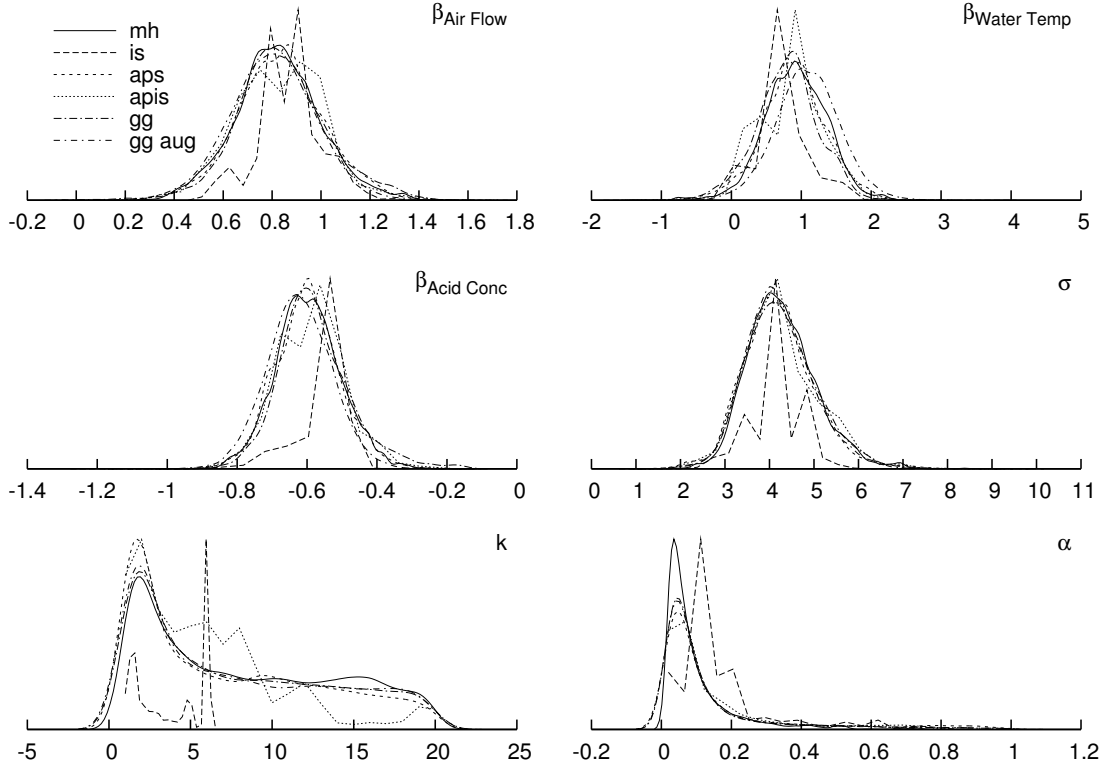 β Air Flow
mh
is
aps
apis
gg
gg aug
-0.2 0 0.2 0.4 0.6 0.8 1 1.2 1.4 1.6 1.8
β Water Temp
-2 -1 0 1 2 3 4 5
β Acid Conc
-1.4 -1.2 -1 -0.8 -0.6 -0.4 -0.2 0
σ
0 1 2 3 4 5 6 7 8 9 10 11
k
-5 0 5 10 15 20 25
α
-0.2 0 0.2 0.4 0.6 0.8 1 1.2